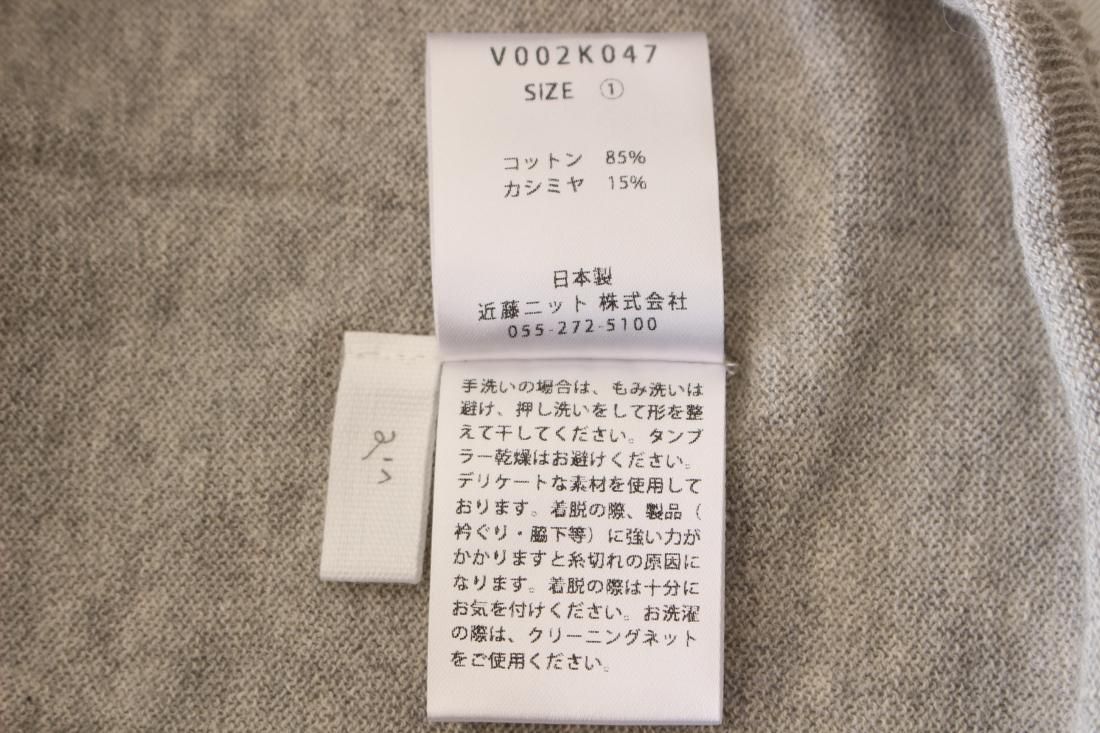 V002K047
SIZE ①
コットン 85%
カシミヤ 15%
日本製
近藤ニット 株式会社
055-272-5100
手洗いの場合は、もみ洗いは
避け、押し洗いをして形を整
えて干してください。タンブ
ラー乾燥はお避けください。
デリケートな素材を使用して
おります。着脱の際、製品（
衿ぐり・脇下等）に強い力が
かかりますと糸切れの原因に
なります。着脱の際は十分に
お気を付けください。お洗濯
の際は、クリーニングネット
をご使用ください。